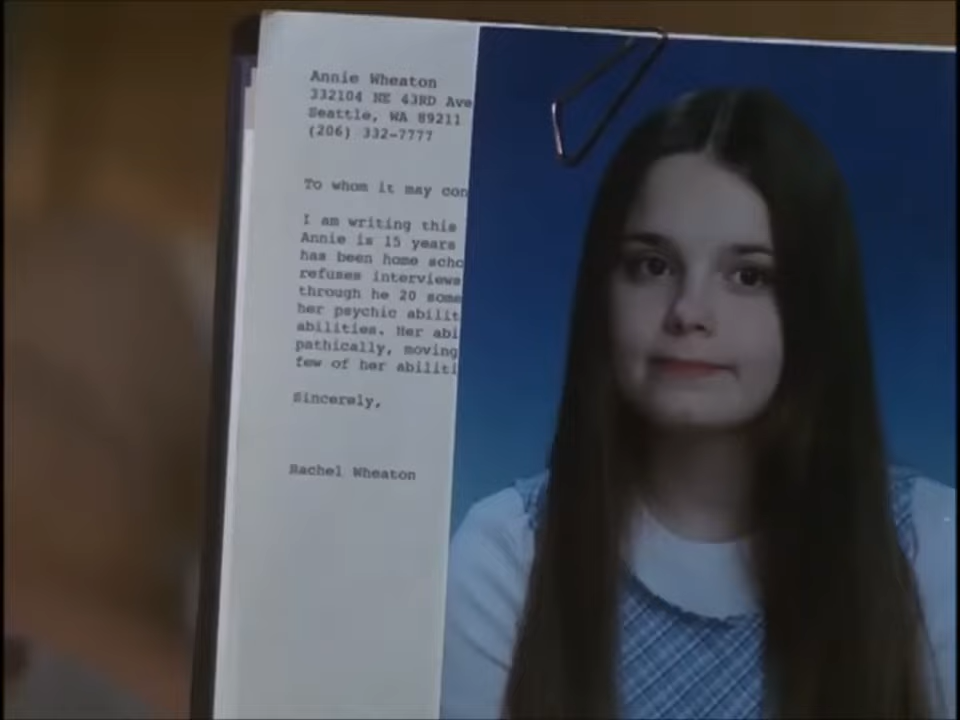 Annie Wheaton
332104 NE 43RD Ave
Seattle, WA 89211
(206) 332-7777
To whom it may con
I am writing this
Annie is 15 years
has been home scho
refuses interviews
through he 20 some
her psychic abilit
abilities. Her abi
pathically, moving
few of her abiliti
Sincerely,
Rachel Wheaton